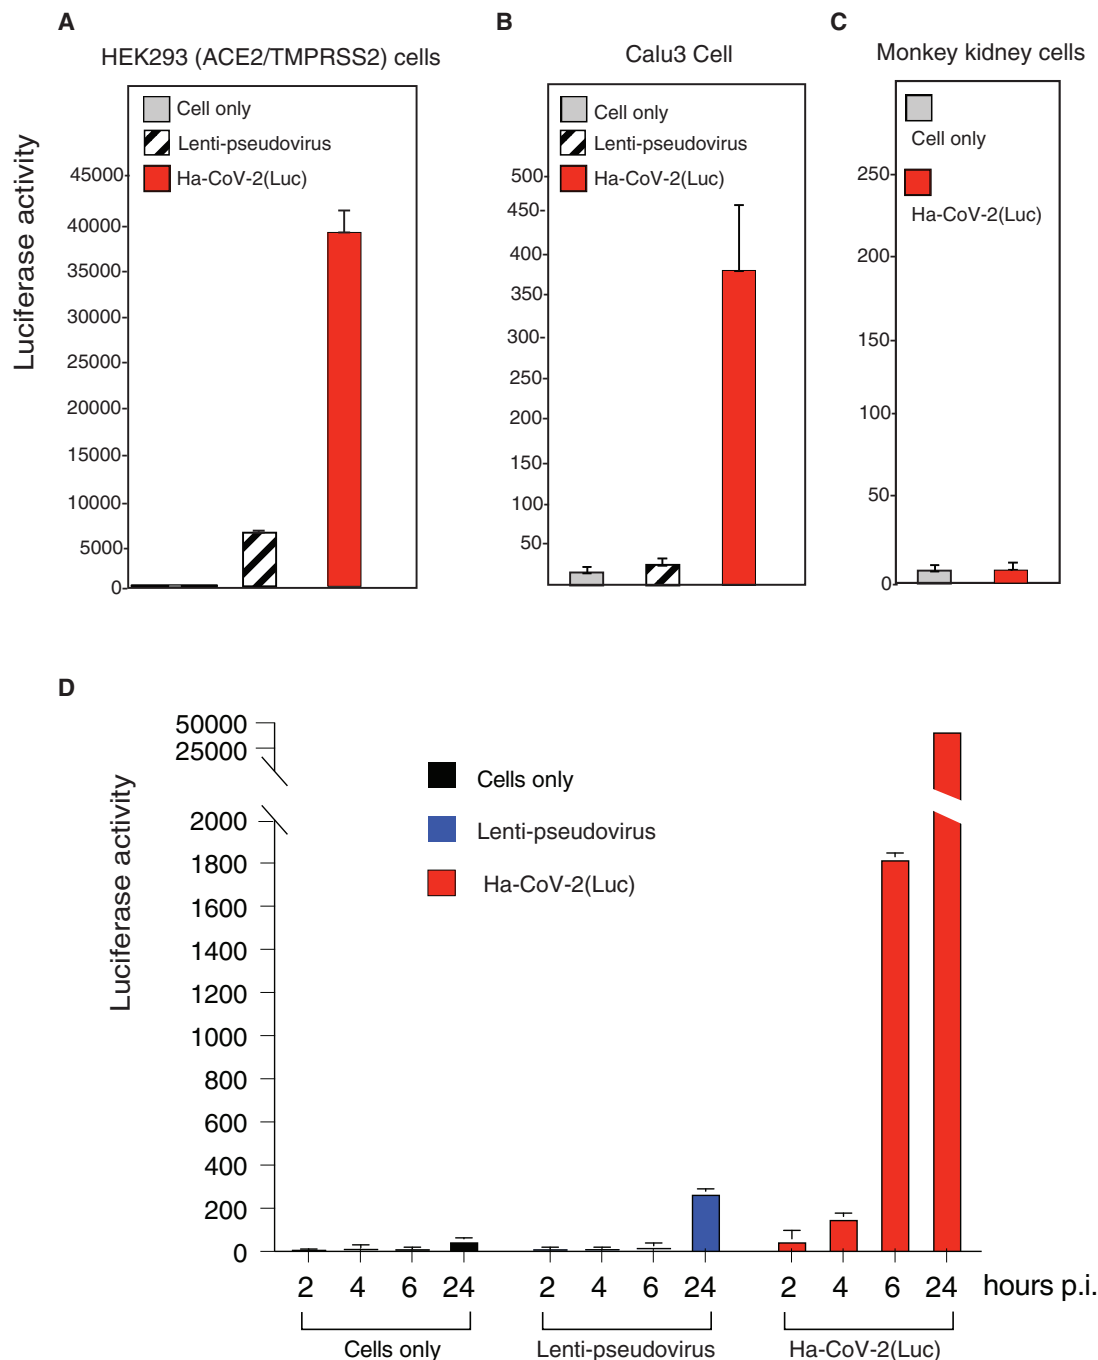 A
HEK293 (ACE2/TMPRSS2) cells
Luciferase activity
Cell only
Lenti-pseudovirus
Ha-CoV-2(Luc)
45000
40000
35000
30000
25000
20000
15000
10000
5000
0
B
Calu3 Cell
Cell only
Lenti-pseudovirus
Ha-CoV-2(Luc)
500
450
400
350
300
250
200
150
100
50
C
Monkey kidney cells
Cell only
Ha-CoV-2(Luc)
250
200
150
100
50
0
D
Luciferase activity
50000
25000
2000
1800
1600
1400
1200
1000
800
600
400
200
0
Cells only
Lenti-pseudovirus
Ha-CoV-2(Luc)
2 4 6 24 2 4 6 24 2 4 6 24 hours p.i.
Cells only Lenti-pseudovirus Ha-CoV-2(Luc)